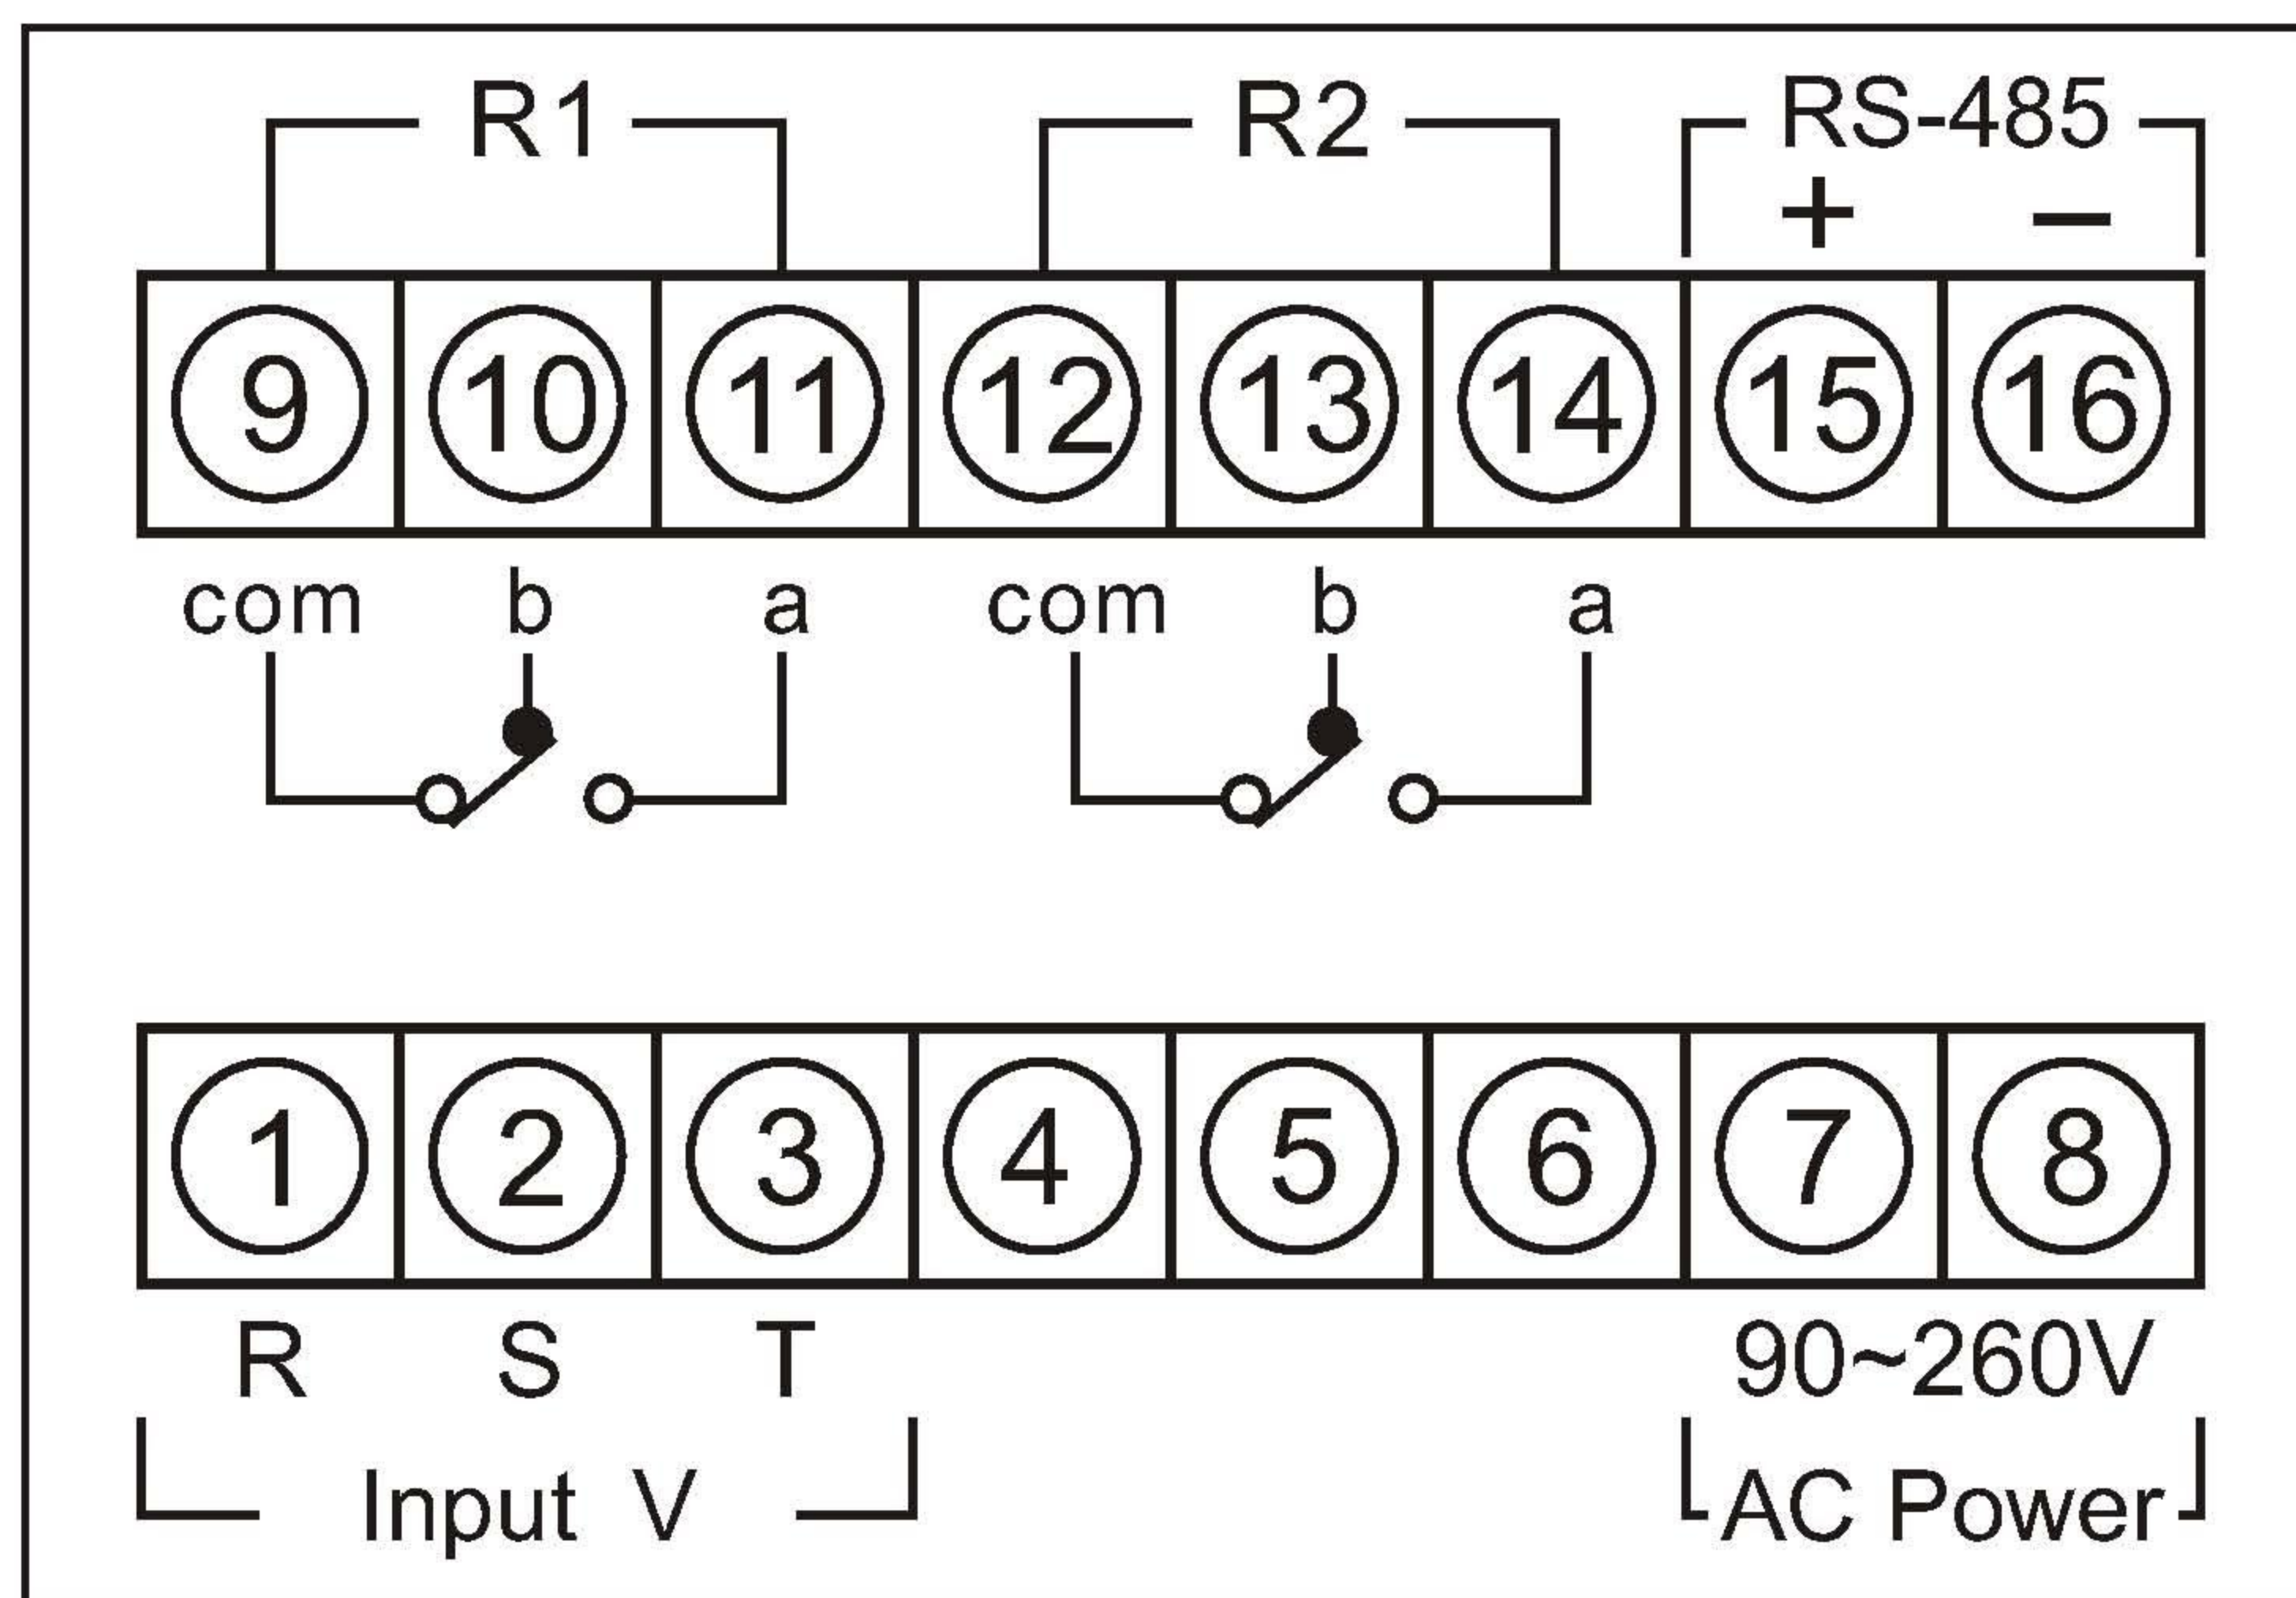 R1 R2 RS-485
+ −
9 10 11 12 13 14 15 16
com b a com b a
1 2 3 4 5 6 7 8
R S T 90~260V
Input V AC Power